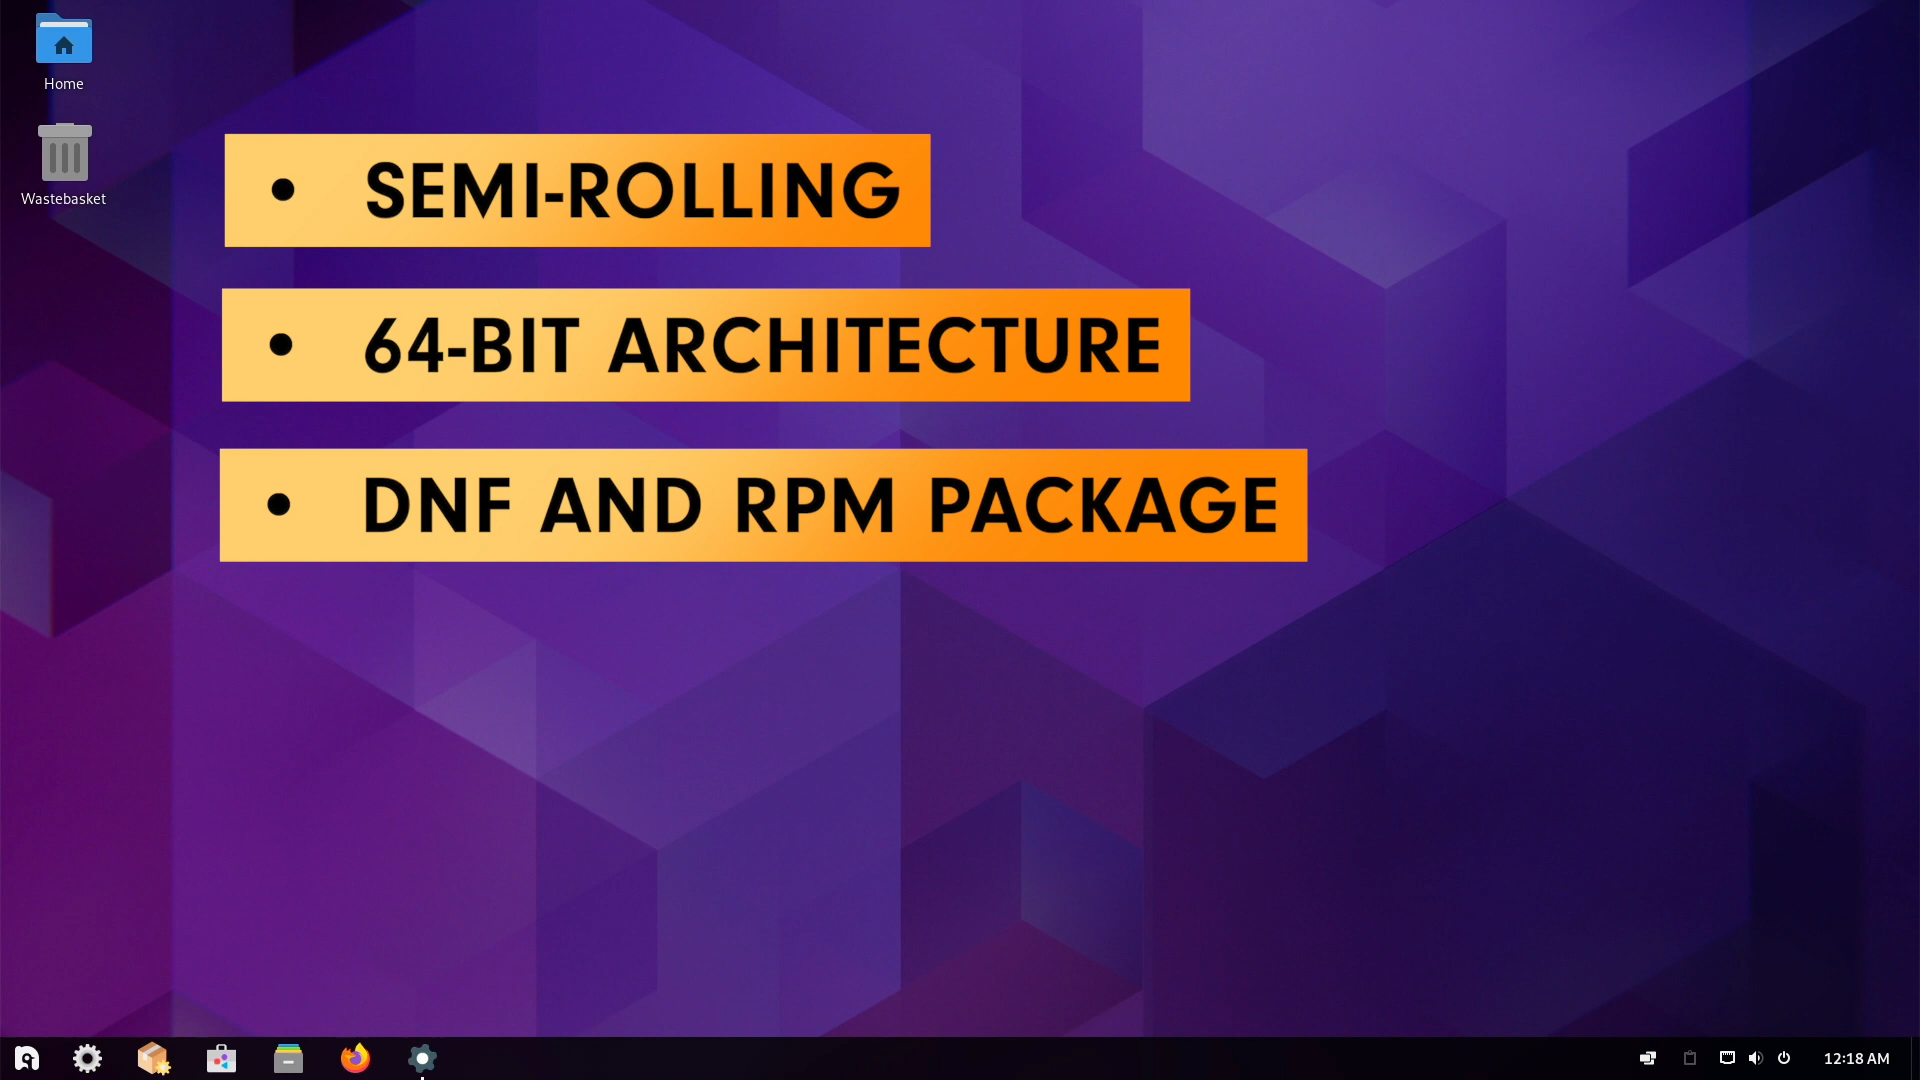 Home
Wastebasket
• SEMI-ROLLING
• 64-BIT ARCHITECTURE
• DNF AND RPM PACKAGE
12:18 AM